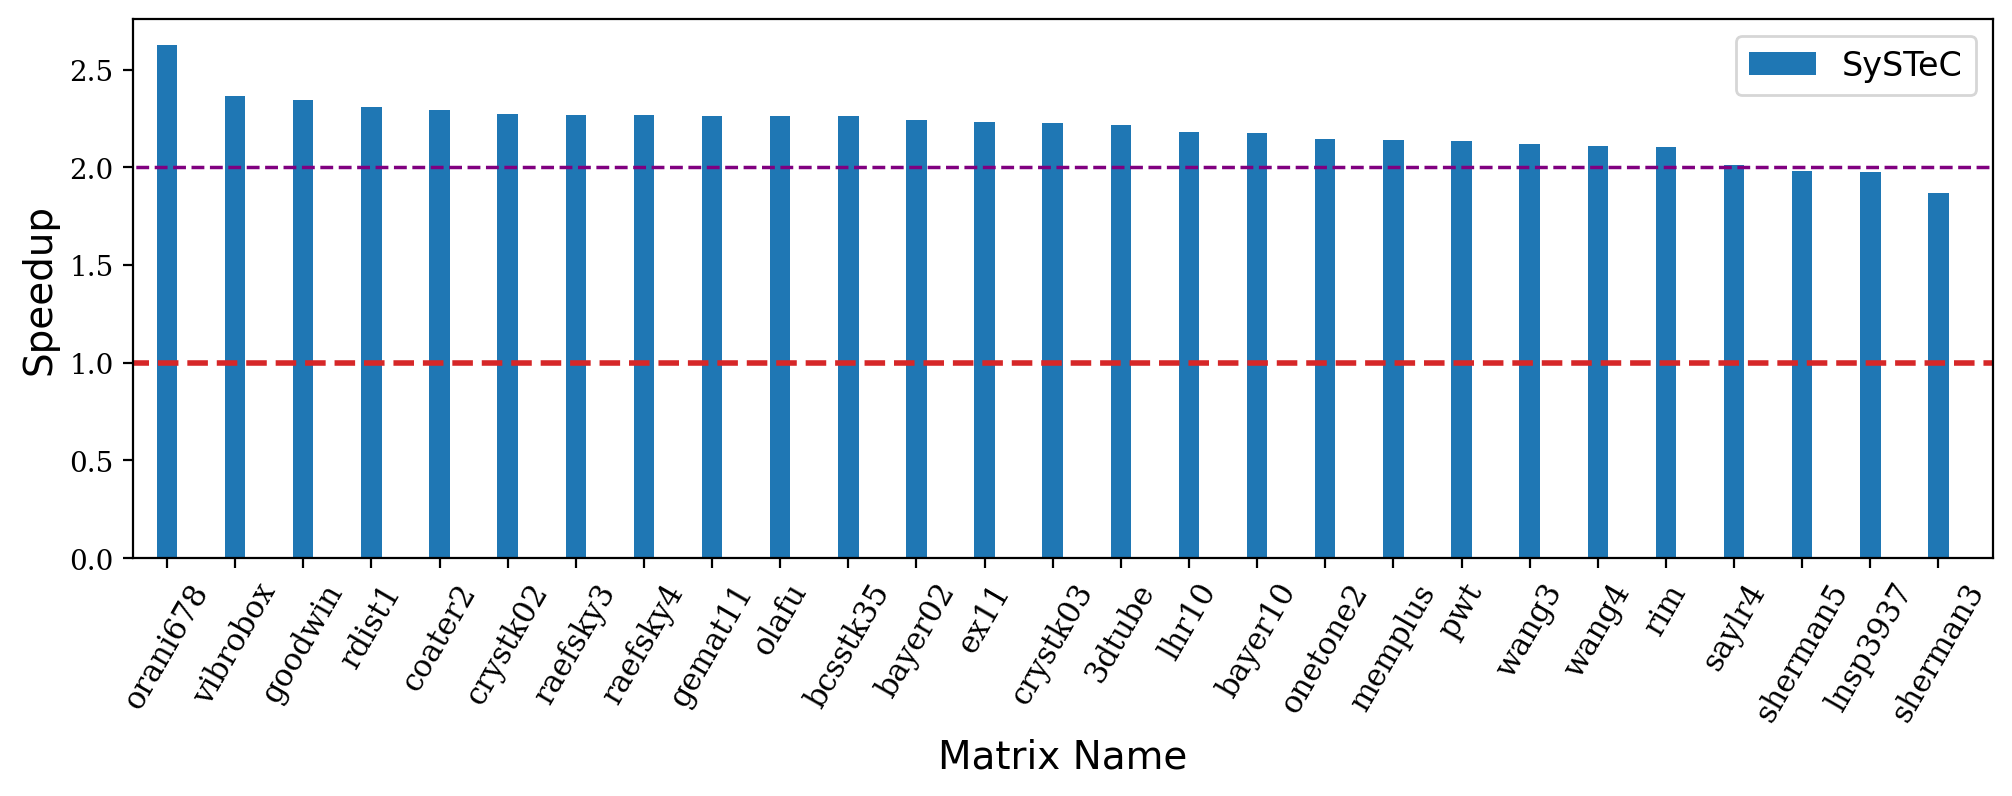 SySTeC
Speedup
2.5
2.0
1.5
1.0
0.5
0.0
orani678
vibrobox
goodwin
rdist1
coater2
crystk02
raefsky3
raefsky4
gemat11
olafu
bcsstk35
bayer02
ex11
crystk03
3dtube
lhr10
bayer10
onetone2
memplus
pwt
wang3
wang4
rim
saylr4
sherman5
lnsp3937
sherman3
Matrix Name